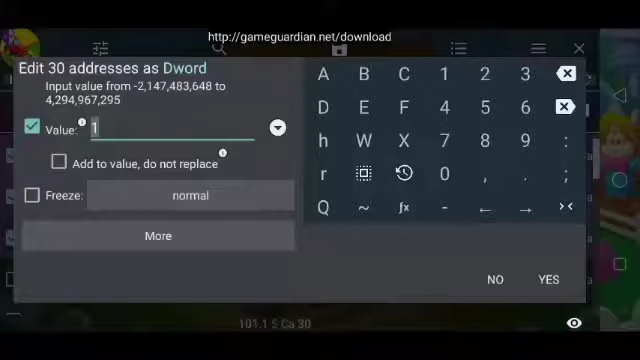 http://gameguardian.net/download
Edit 30 addresses as Dword
Input value from -2,147,483,648 to
4,294,967,295
Value: 1
Add to value, do not replace
Freeze: normal
More
A B C 1 2 3
D E F 4 5 6
h W X 7 8 9 :
r 0 , . ;
Q ~ ƒx - ← → ><
NO YES
101.1 S Ca 30